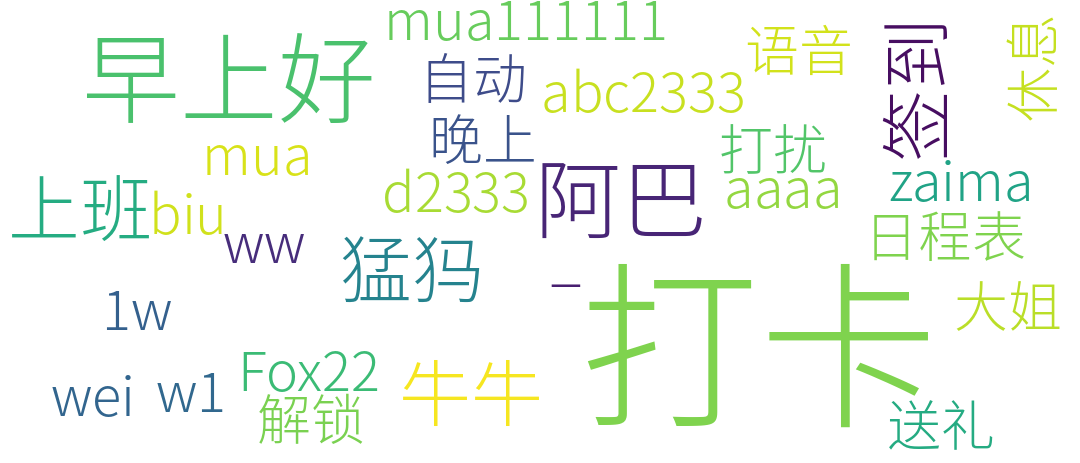 mua111111
早上好
自动
语音
签到
休息
abc2333
晚上
mua
打扰
阿巴
d2333
aaaa
zaima
上班
biu
ww
日程表
猛犸
一
打卡
1w
大姐
Fox22
wei
w1
牛牛
解锁
送礼